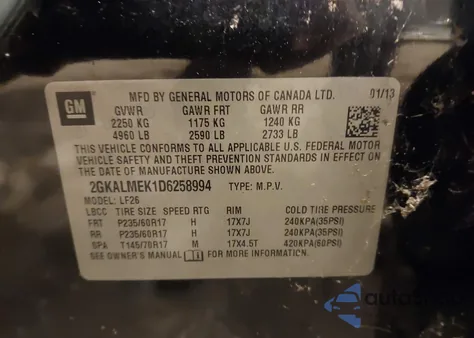 GM
MFD BY GENERAL MOTORS OF CANADA LTD. 01/13
GVWR GAWR FRT GAWR RR
2250 KG 1175 KG 1240 KG
4960 LB 2590 LB 2733 LB
THIS VEHICLE CONFORMS TO ALL APPLICABLE U.S. FEDERAL MOTOR
VEHICLE SAFETY AND THEFT PREVENTION STANDARDS IN EFFECT ON
THE DATE OF MANUFACTURE SHOWN ABOVE.
2GKALMEK1D6258994 TYPE: M.P.V.
MODEL: LF26
LBCC TIRE SIZE SPEED RTG RIM COLD TIRE PRESSURE
FRT P235/60R17 H 17X7J 240KPA(35PSI)
RR P235/60R17 H 17X7J 240KPA(35PSI)
SPA T145/70R17 M 17X4.5T 420KPA(60PSI)
SEE OWNER'S MANUAL FOR MORE INFORMATION.